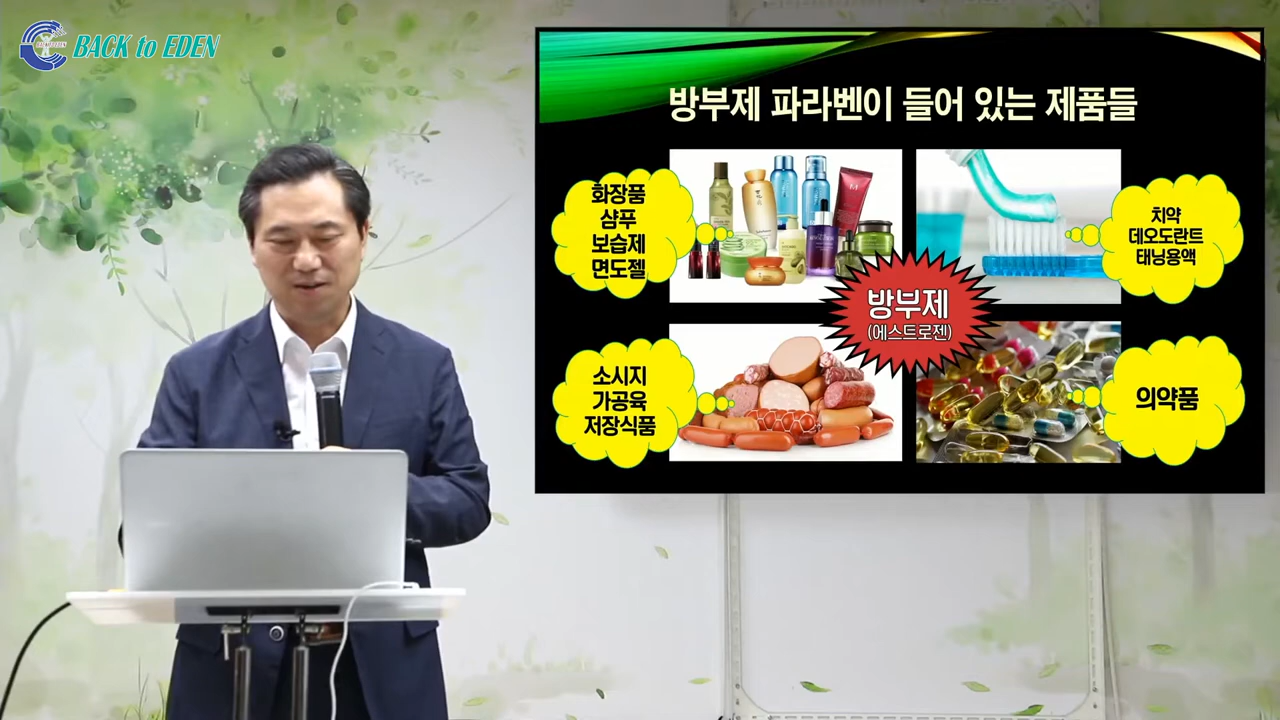 BACK to EDEN
방부제 파라벤이 들어 있는 제품들
화장품
샴푸
보습제
면도젤
치약
데오도란트
태닝용액
방부제
(에스트로젠)
소시지
가공육
저장식품
의약품